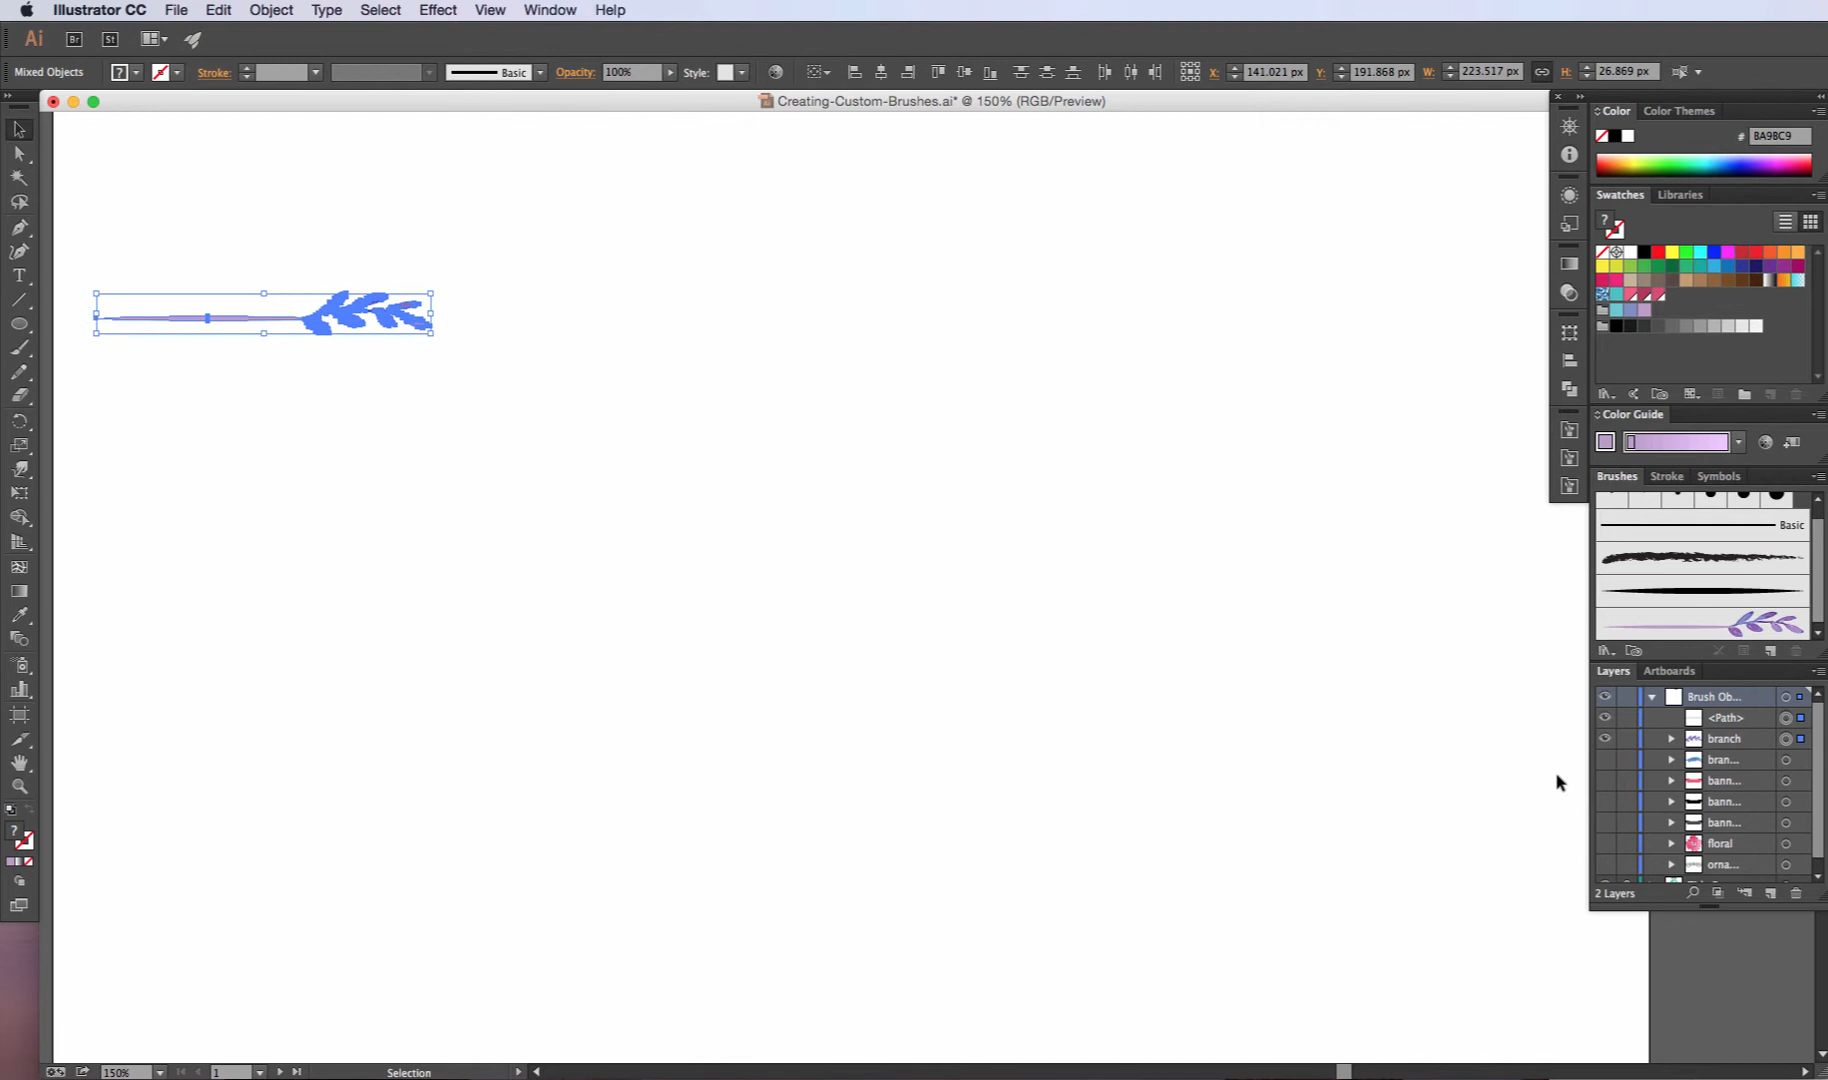 Illustrator CC File Edit Object Type Select Effect View Window Help
Ai Br St
Mixed Objects ? Stroke: Basic Opacity: 100% Style: X: 141.021 px Y: 191.868 px W: 223.517 px H: 26.869 px
Creating-Custom-Brushes.ai* @ 150% (RGB/Preview)
Color Color Themes
# BA9BC9
Swatches Libraries
?
Color Guide
Brushes Stroke Symbols
Basic
Layers Artboards
Brush Ob...
<Path>
branch
bran...
bann...
bann...
bann...
floral
orna...
2 Layers
T
?
150% 1 Selection